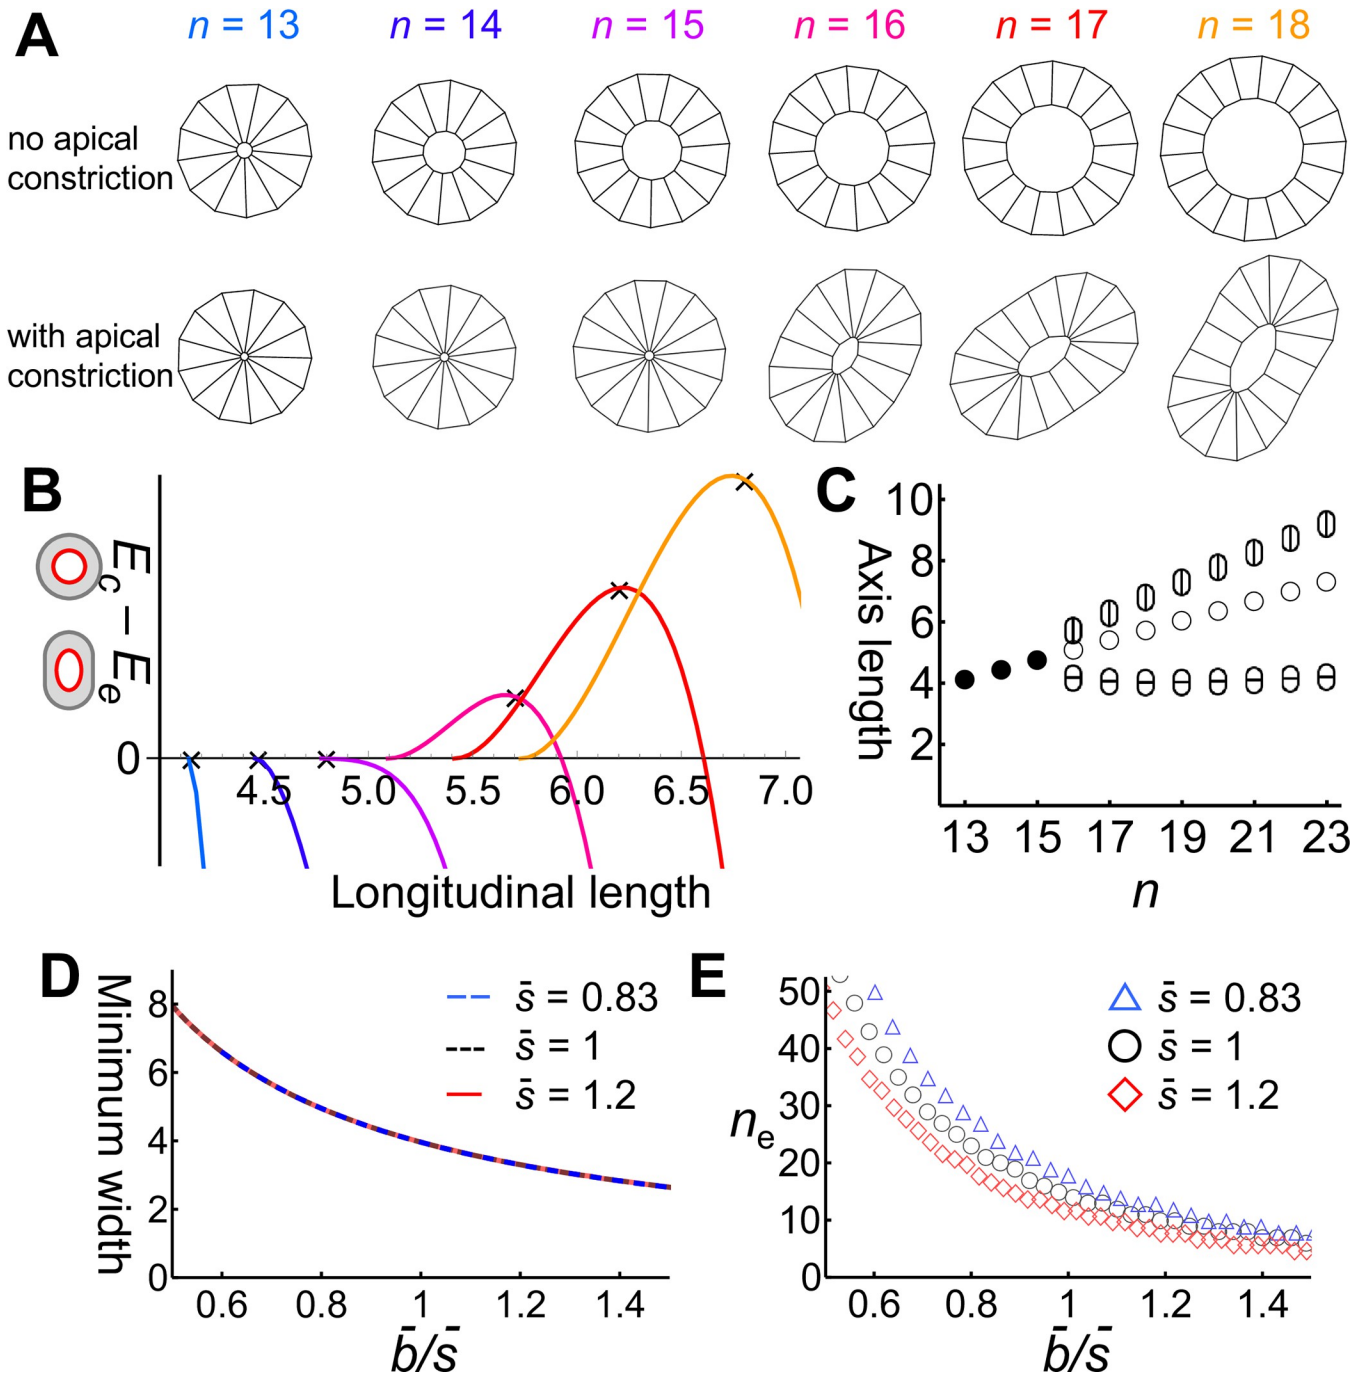 A
n = 13
n = 14
n = 15
n = 16
n = 17
n = 18
no apical
constriction
with apical
constriction
B
E_c – E_e
0
4.5
5.0
5.5
6.0
6.5
7.0
Longitudinal length
C
Axis length
10
8
6
4
2
13
15
17
19
21
23
n
D
Minimum width
8
6
4
2
0
0.6
0.8
1
1.2
1.4
b̄/s̄
s̄ = 0.83
s̄ = 1
s̄ = 1.2
E
n_e
50
40
30
20
10
0
0.6
0.8
1
1.2
1.4
b̄/s̄
s̄ = 0.83
s̄ = 1
s̄ = 1.2